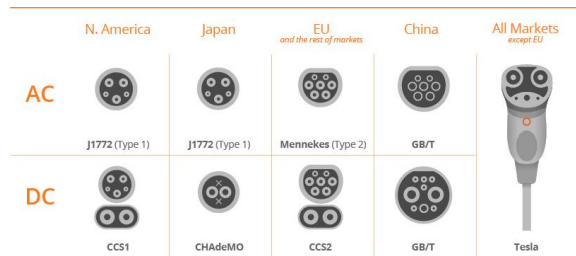 N. America
Japan
EU
and the rest of markets
China
All Markets
except EU
AC
J1772 (Type 1)
J1772 (Type 1)
Mennekes (Type 2)
GB/T
DC
CCS1
CHAdeMO
CCS2
GB/T
Tesla